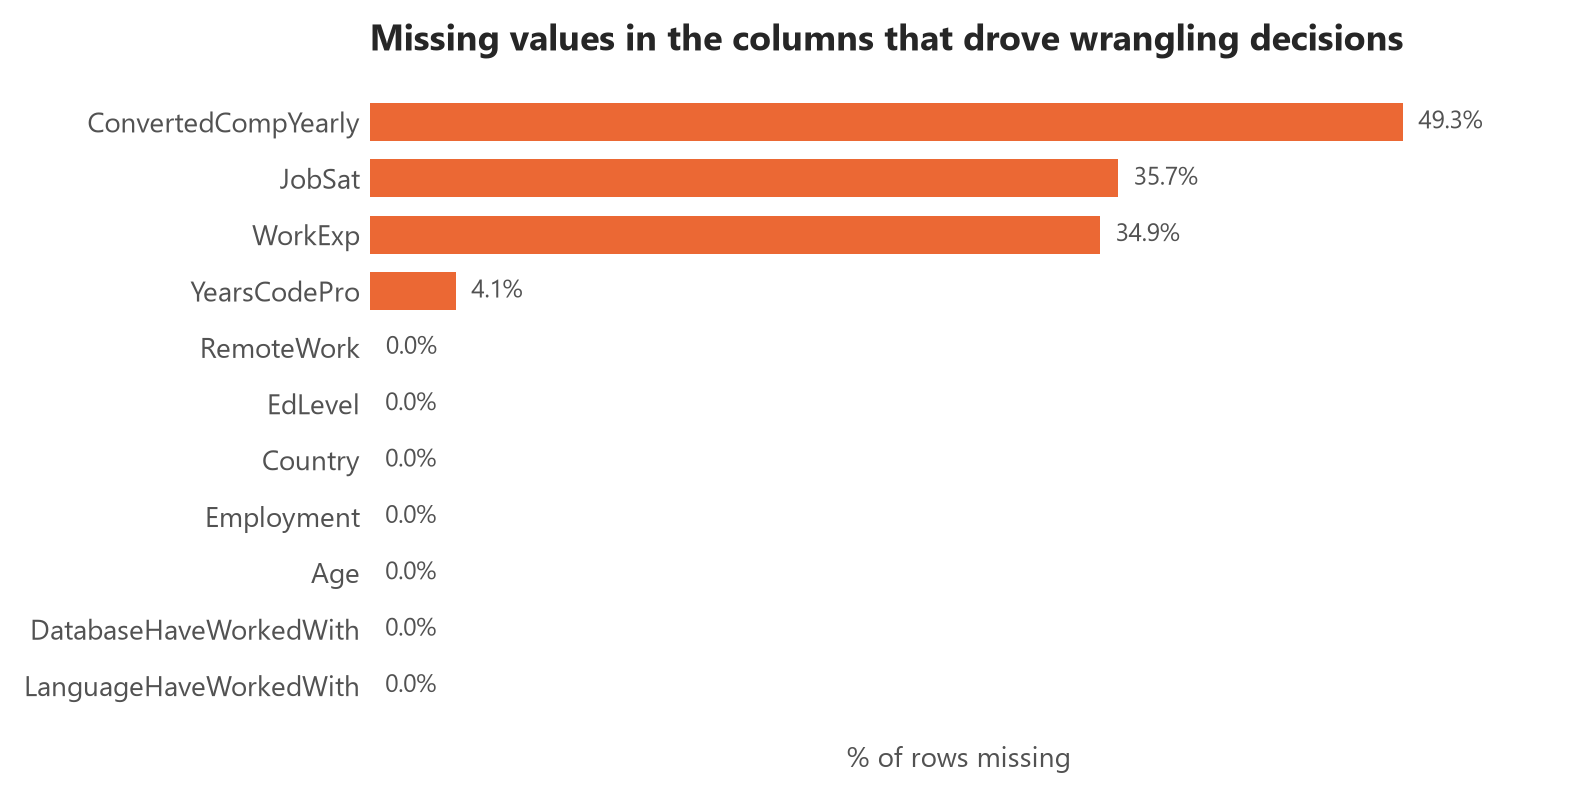 Missing values in the columns that drove wrangling decisions
ConvertedCompYearly 49.3%
JobSat 35.7%
WorkExp 34.9%
YearsCodePro 4.1%
RemoteWork 0.0%
EdLevel 0.0%
Country 0.0%
Employment 0.0%
Age 0.0%
DatabaseHaveWorkedWith 0.0%
LanguageHaveWorkedWith 0.0%
% of rows missing